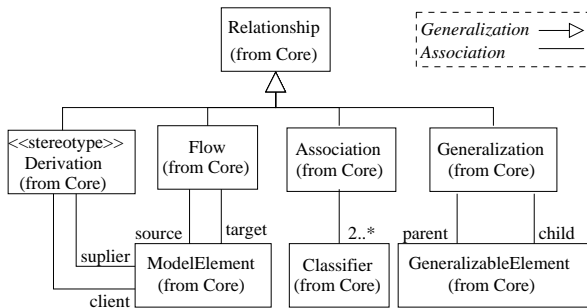 Relationship
(from Core)
Generalization
Association
<<stereotype>>
Derivation
(from Core)
Flow
(from Core)
Association
(from Core)
Generalization
(from Core)
source
target
2..*
parent
child
suplier
client
ModelElement
(from Core)
Classifier
(from Core)
GeneralizableElement
(from Core)